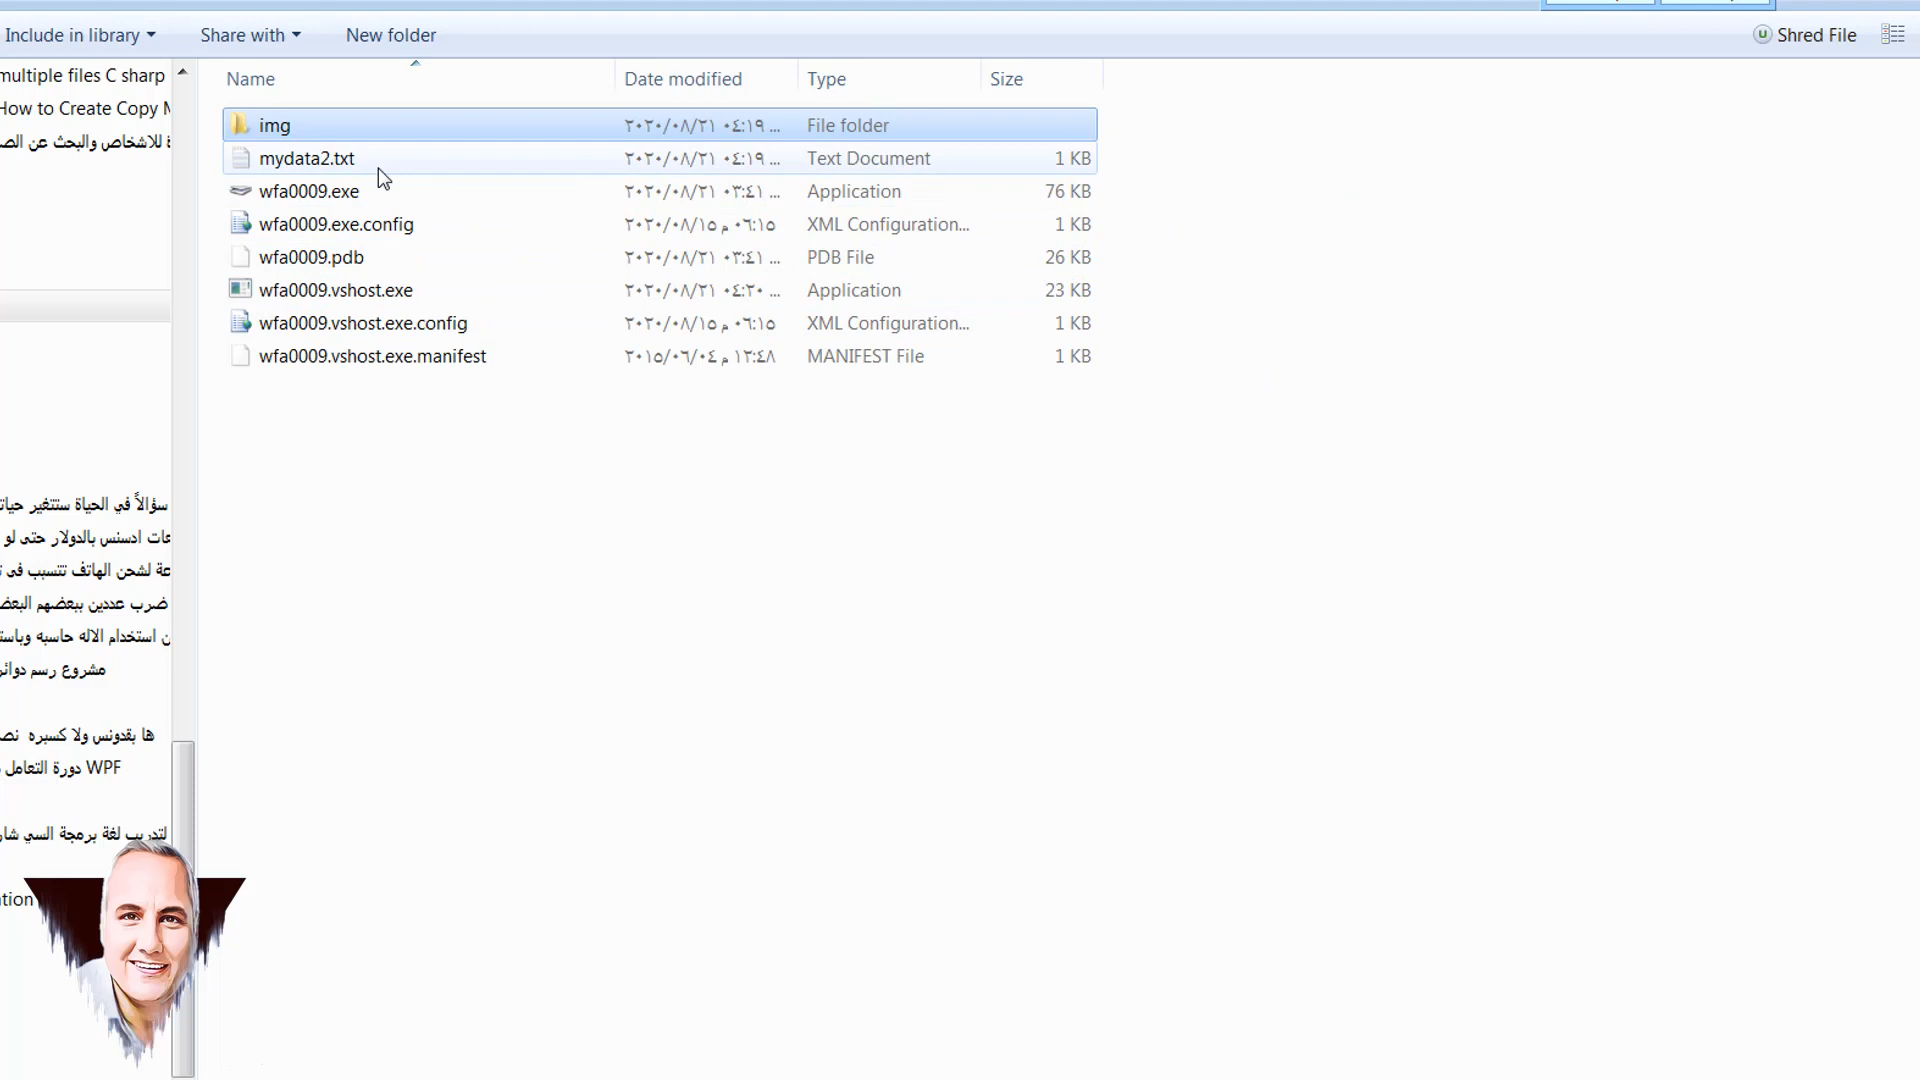 Include in library
Share with
New folder
Shred File
multiple files C sharp
How to Create Copy
ة للاشخاص والبحث عن الص
سؤالاً في الحياة ستتغير حياتـ
عات ادسنس بالدولار حتى لو
عة لشحن الهاتف تتسبب فى
ضرب عددين ببعضهم البعض
ن استخدام الاله حاسبه وباستـ
مشروع رسم دوائر
ها بقدونس ولا كسبره نص
WPF دورة التعامل
لتدريب لغة برمجة السي شار
Name Date modified Type Size
img ٢٠٢٠/٠٨/٢١ ٠٤:١٩ ... File folder
mydata2.txt ٢٠٢٠/٠٨/٢١ ٠٤:١٩ ... Text Document 1 KB
wfa0009.exe ٢٠٢٠/٠٨/٢١ ٠٣:٤١ ... Application 76 KB
wfa0009.exe.config ٢٠٢٠/٠٨/١٥ ٠٦:١٥ م XML Configuration... 1 KB
wfa0009.pdb ٢٠٢٠/٠٨/٢١ ٠٣:٤١ ... PDB File 26 KB
wfa0009.vshost.exe ٢٠٢٠/٠٨/٢١ ٠٤:٢٠ ... Application 23 KB
wfa0009.vshost.exe.config ٢٠٢٠/٠٨/١٥ ٠٦:١٥ م XML Configuration... 1 KB
wfa0009.vshost.exe.manifest ٢٠١٥/٠٦/٠٤ ١٢:٤٨ م MANIFEST File 1 KB